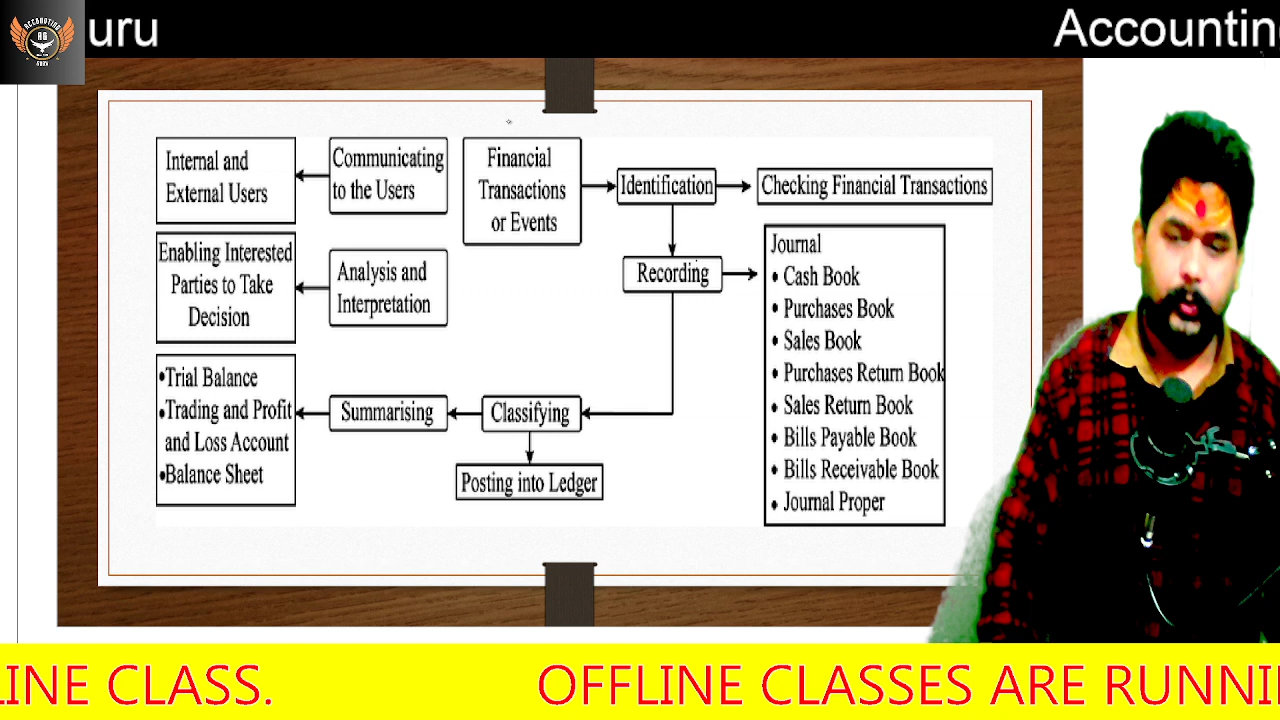 uru
Accountin
ACCOUNTING
AG
GURU
Internal and
External Users
Communicating
to the Users
Financial
Transactions
or Events
Identification
Checking Financial Transactions
Enabling Interested
Parties to Take
Decision
Analysis and
Interpretation
Recording
Journal
• Cash Book
• Purchases Book
• Sales Book
• Purchases Return Book
• Sales Return Book
• Bills Payable Book
• Bills Receivable Book
• Journal Proper
•Trial Balance
•Trading and Profit
and Loss Account
•Balance Sheet
Summarising
Classifying
Posting into Ledger
LINE CLASS.
OFFLINE CLASSES ARE RUNNI